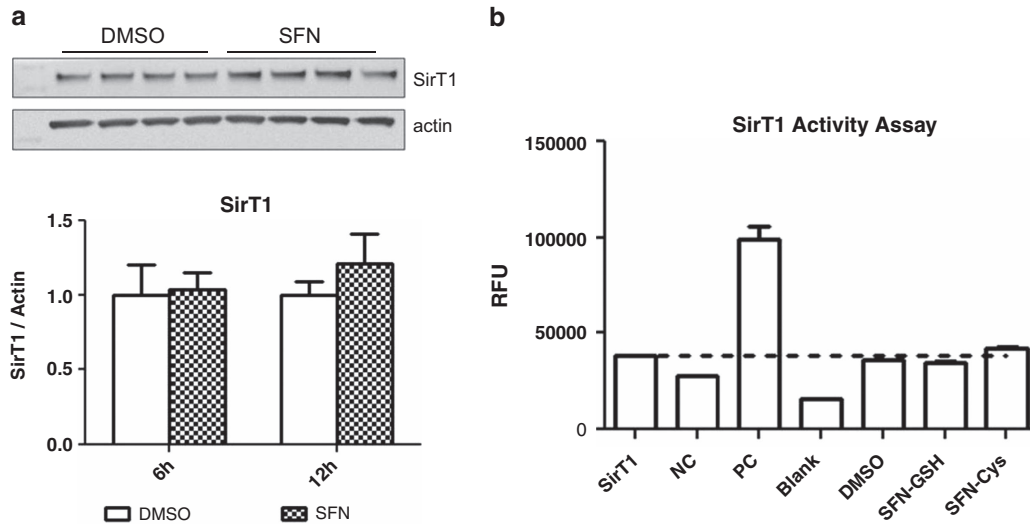 a
DMSO SFN
SirT1
actin
SirT1
SirT1 / Actin
1.5
1.0
0.5
0.0
6h 12h
DMSO SFN
b
SirT1 Activity Assay
RFU
150000
100000
50000
0
SirT1 NC PC Blank DMSO SFN-GSH SFN-Cys